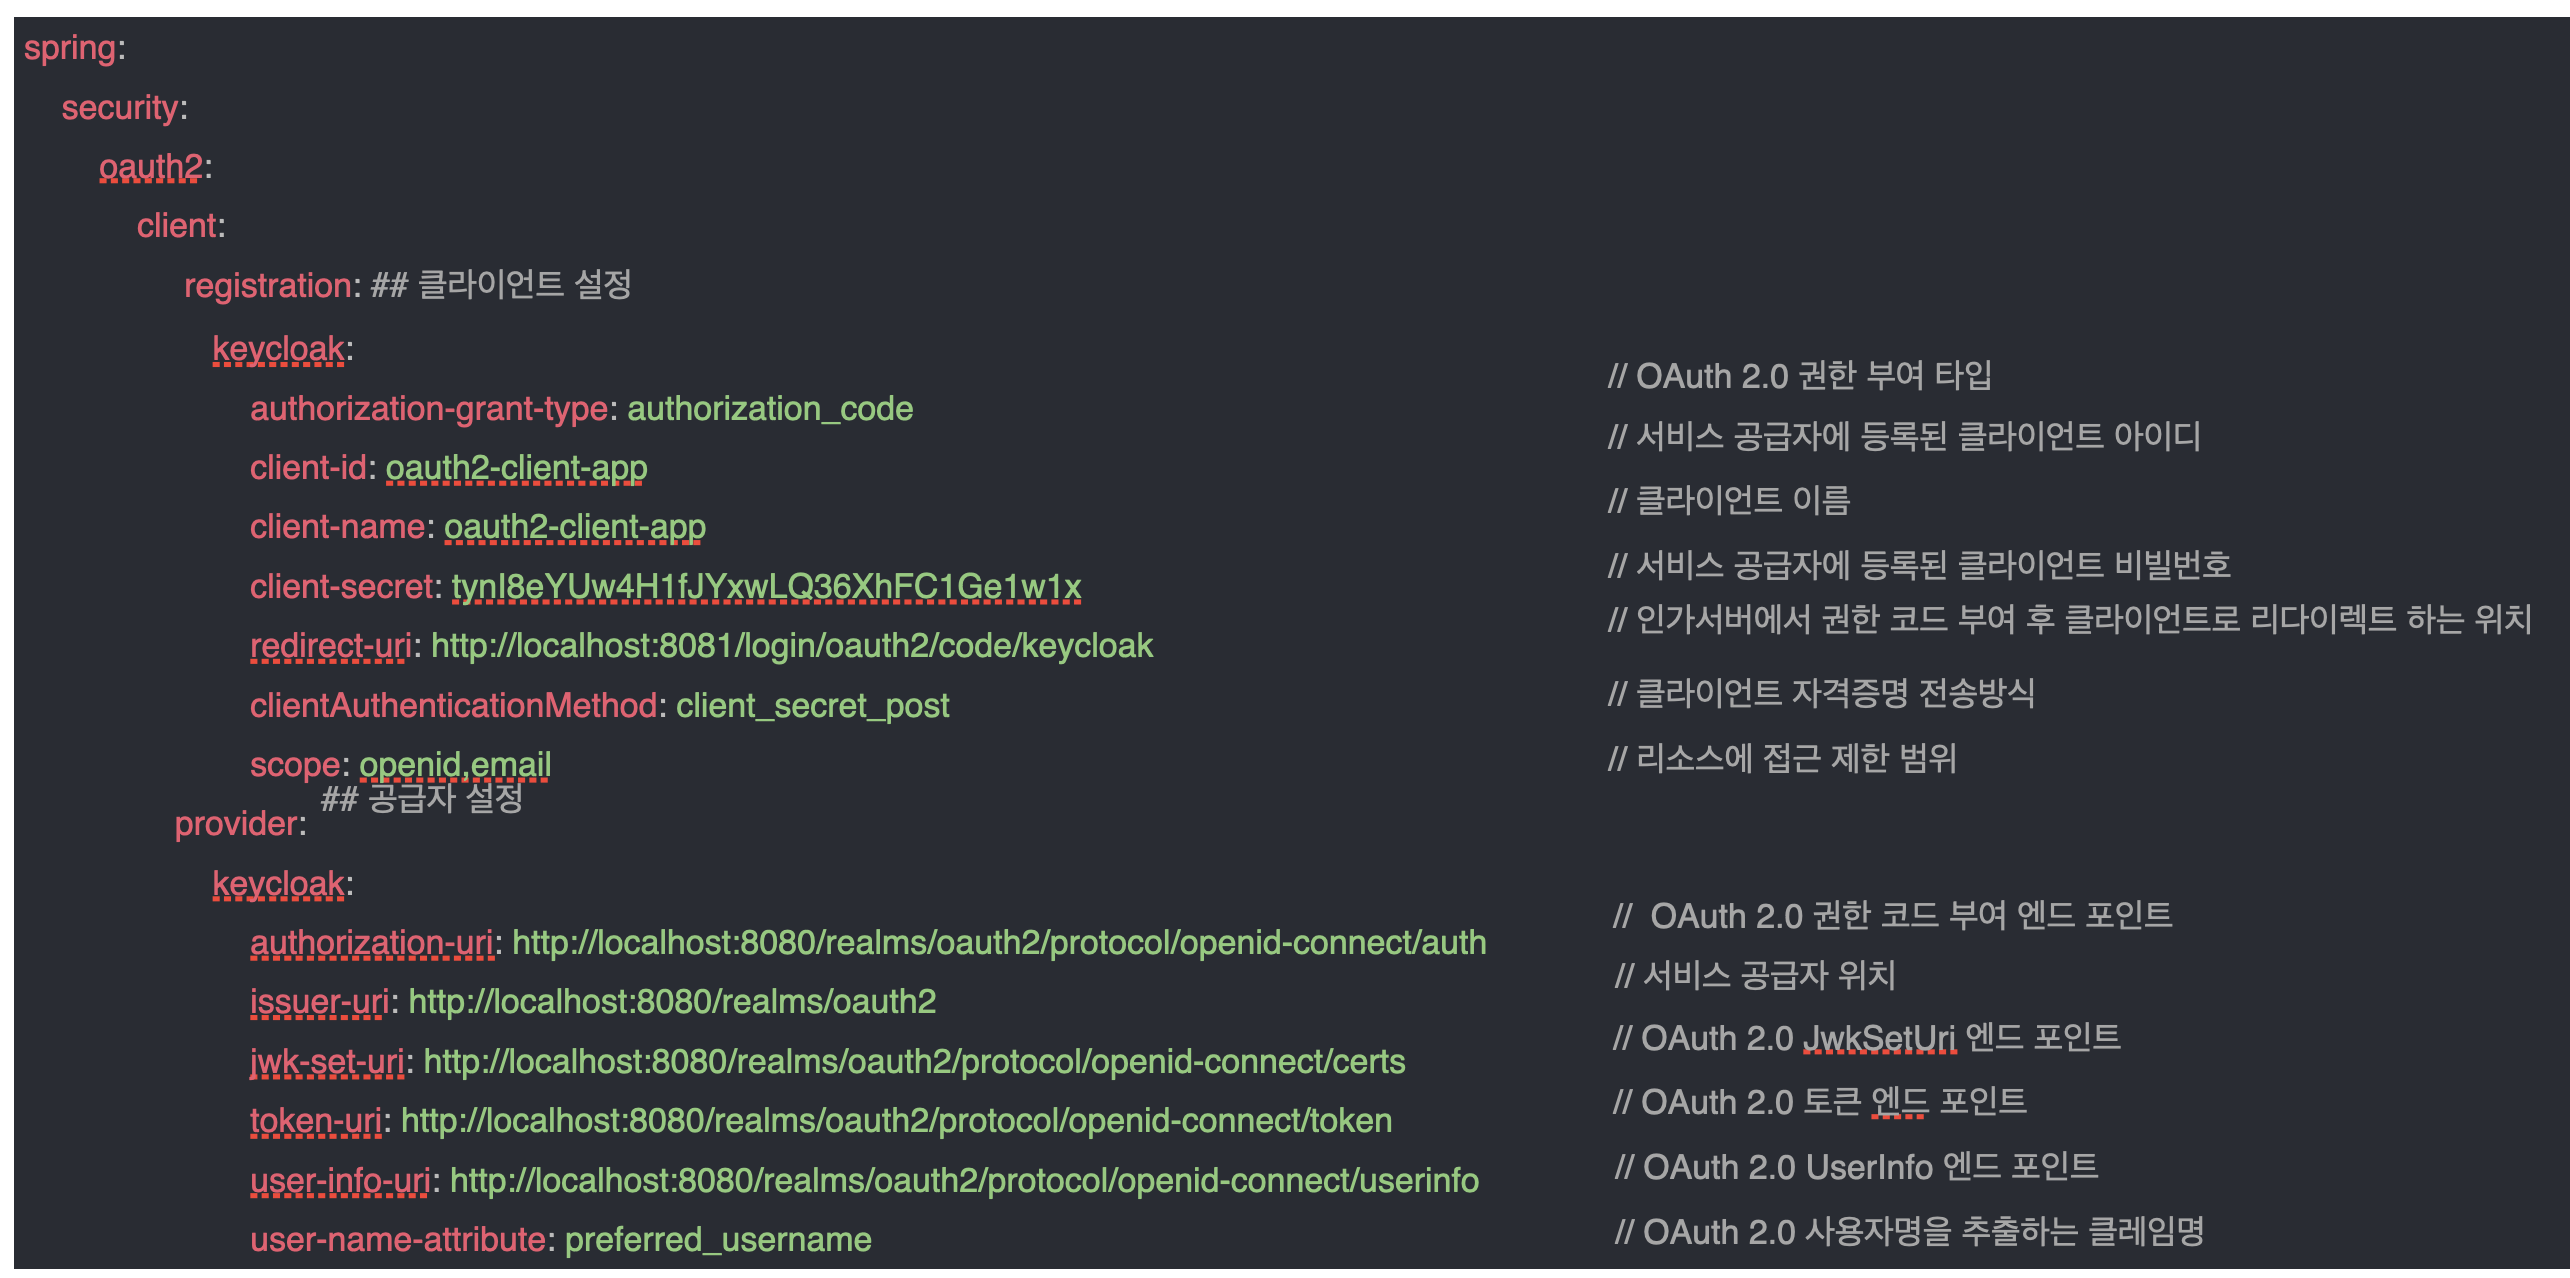 spring:
security:
oauth2:
client:
registration: ## 클라이언트 설정
keycloak:
// OAuth 2.0 권한 부여 타입
authorization-grant-type: authorization_code
// 서비스 공급자에 등록된 클라이언트 아이디
client-id: oauth2-client-app
// 클라이언트 이름
client-name: oauth2-client-app
// 서비스 공급자에 등록된 클라이언트 비빌번호
client-secret: tynI8eYUw4H1fJYxwLQ36XhFC1Ge1w1x
// 인가서버에서 권한 코드 부여 후 클라이언트로 리다이렉트 하는 위치
redirect-uri: http://localhost:8081/login/oauth2/code/keycloak
// 클라이언트 자격증명 전송방식
clientAuthenticationMethod: client_secret_post
// 리소스에 접근 제한 범위
scope: openid,email
## 공급자 설정
provider:
keycloak:
// OAuth 2.0 권한 코드 부여 엔드 포인트
authorization-uri: http://localhost:8080/realms/oauth2/protocol/openid-connect/auth
// 서비스 공급자 위치
issuer-uri: http://localhost:8080/realms/oauth2
// OAuth 2.0 JwkSetUri 엔드 포인트
jwk-set-uri: http://localhost:8080/realms/oauth2/protocol/openid-connect/certs
// OAuth 2.0 토큰 엔드 포인트
token-uri: http://localhost:8080/realms/oauth2/protocol/openid-connect/token
// OAuth 2.0 UserInfo 엔드 포인트
user-info-uri: http://localhost:8080/realms/oauth2/protocol/openid-connect/userinfo
// OAuth 2.0 사용자명을 추출하는 클레임명
user-name-attribute: preferred_username